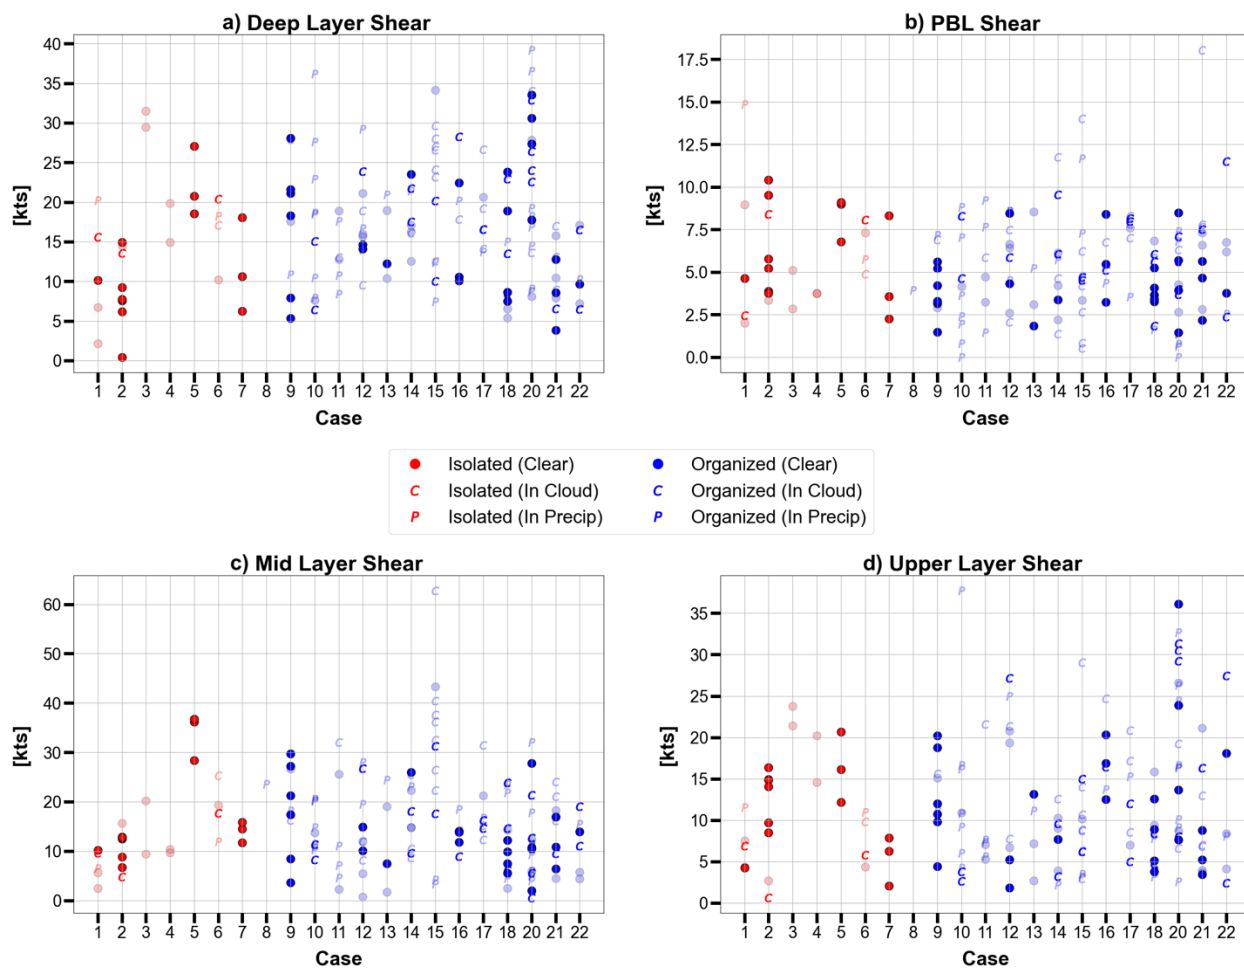 a) Deep Layer Shear
[kts]
40
35
30
25
20
15
10
5
0
1 2 3 4 5 6 7 8 9 10 11 12 13 14 15 16 17 18 20 21 22
Case
b) PBL Shear
[kts]
17.5
15.0
12.5
10.0
7.5
5.0
2.5
0.0
1 2 3 4 5 6 7 8 9 10 11 12 13 14 15 16 17 18 20 21 22
Case
Isolated (Clear)
C Isolated (In Cloud)
P Isolated (In Precip)
Organized (Clear)
C Organized (In Cloud)
P Organized (In Precip)
c) Mid Layer Shear
[kts]
60
50
40
30
20
10
0
1 2 3 4 5 6 7 8 9 10 11 12 13 14 15 16 17 18 20 21 22
Case
d) Upper Layer Shear
[kts]
35
30
25
20
15
10
5
0
1 2 3 4 5 6 7 8 9 10 11 12 13 14 15 16 17 18 20 21 22
Case